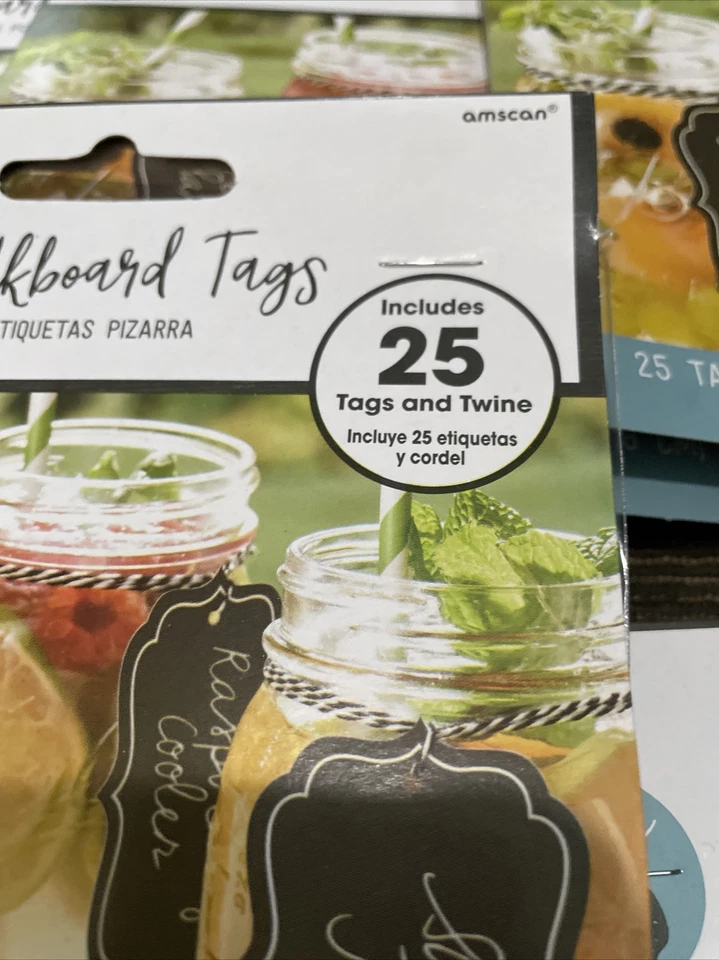 amscan®
kboard Tags
TIQUETAS PIZARRA
Includes
25
Tags and Twine
Incluye 25 etiquetas
y cordel
25 TA
Cooler